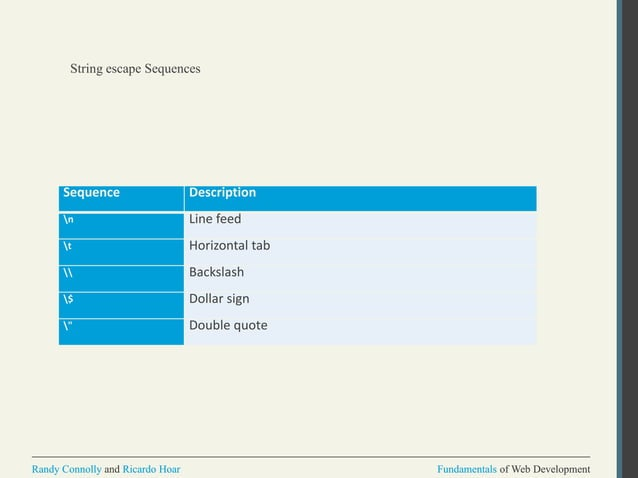 String escape Sequences
Sequence Description
\n Line feed
\t Horizontal tab
\\ Backslash
\$ Dollar sign
\" Double quote
Randy Connolly and Ricardo Hoar Fundamentals of Web Development